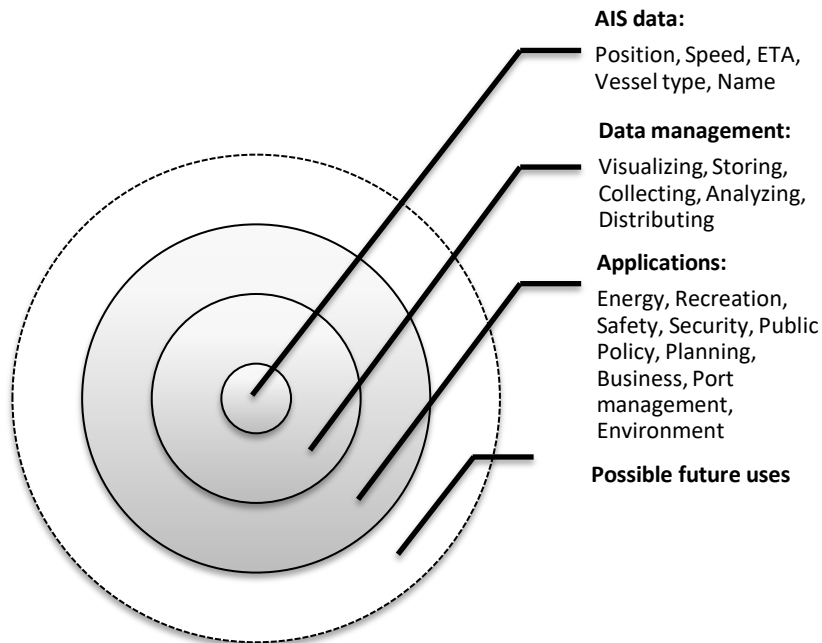 AIS data:
Position, Speed, ETA,
Vessel type, Name
Data management:
Visualizing, Storing,
Collecting, Analyzing,
Distributing
Applications:
Energy, Recreation,
Safety, Security, Public
Policy, Planning,
Business, Port
management,
Environment
Possible future uses